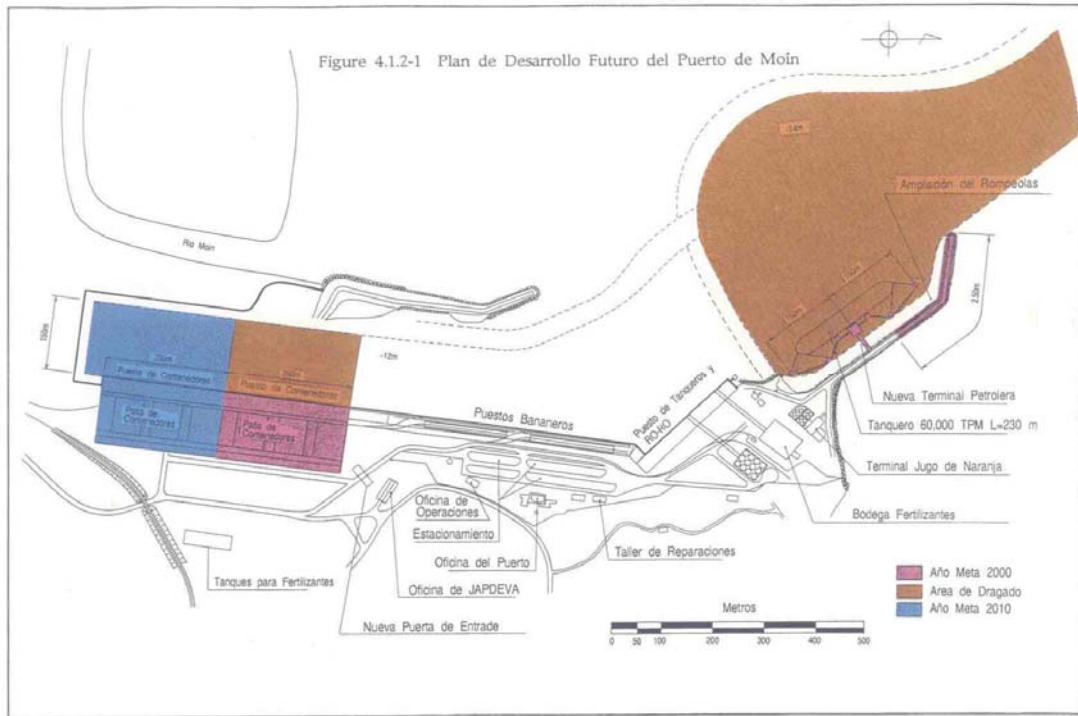 Figure 4.1.2-1 Plan de Desarrollo Futuro del Puerto de Moín
-14m
Ampliación del Rompeolas
Rio Moin
150m
-12m
Puesto de Contenedores
Puesto de Contenedores
Patio de
Contenedores
Patio de
Contenedores
Puestos Bananeros
Puesto de Tanqueros y
RO-RO
Nueva Terminal Petrolera
Tanquero 60,000 TPM L=230 m
Terminal Jugo de Naranja
Bodega Fertilizantes
Oficina de
Operaciones
Estacionamiento
Oficina del Puerto
Taller de Reparaciones
Tanques para Fertilizantes
Oficina de JAPDEVA
Nueva Puerta de Entrade
Metros
0 50 100 200 300 400 500
Año Meta 2000
Area de Dragado
Año Meta 2010